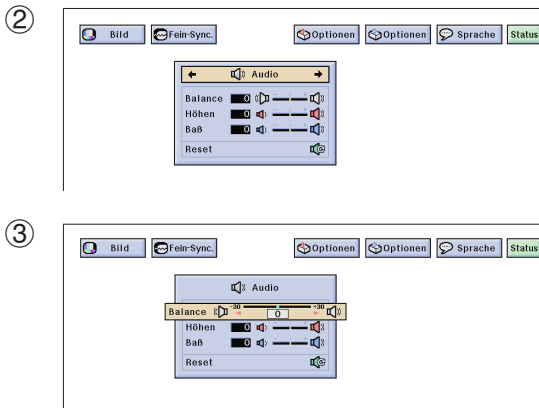 ②
Bild Fein-Sync. Optionen Optionen Sprache Status
Audio
Balance 0
Höhen 0
Baß 0
Reset
③
Bild Fein-Sync. Optionen Optionen Sprache Status
Audio
Balance -30 0 +30
Höhen 0
Baß 0
Reset